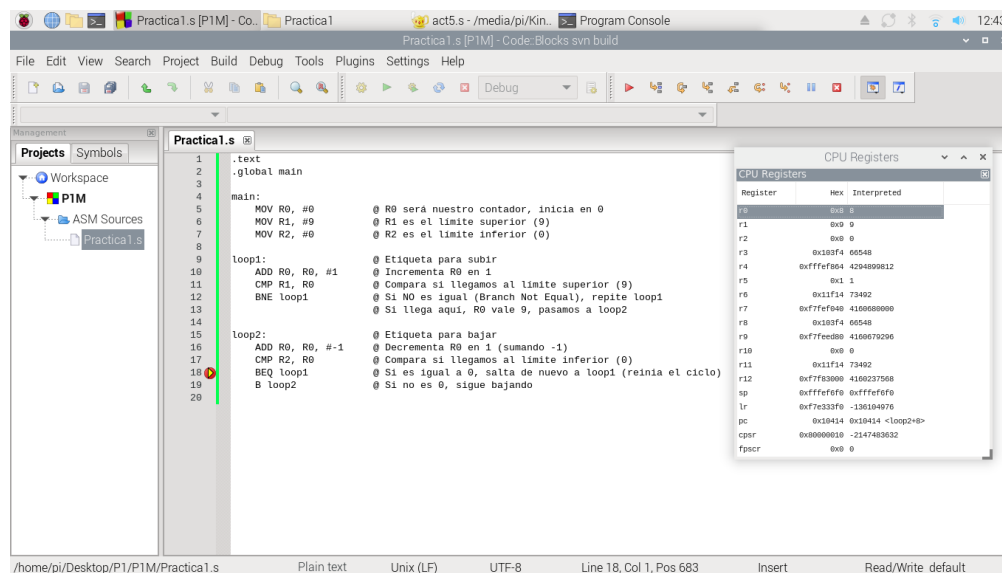 Practica1.s [P1M] - Co..
Practica1
act5.s - /media/pi/Kin..
Program Console
12:43
Practica1.s [P1M] - Code::Blocks svn build
File Edit View Search Project Build Debug Tools Plugins Settings Help
Debug
Management
Projects Symbols
Workspace
P1M
ASM Sources
Practica1.s
Practica1.s
1 .text
2 .global main
3
4 main:
5 MOV R0, #0 @ R0 será nuestro contador, inicia en 0
6 MOV R1, #9 @ R1 es el límite superior (9)
7 MOV R2, #0 @ R2 es el límite inferior (0)
8
9 loop1: @ Etiqueta para subir
10 ADD R0, R0, #1 @ Incrementa R0 en 1
11 CMP R1, R0 @ Compara si llegamos al límite superior (9)
12 BNE loop1 @ Si NO es igual (Branch Not Equal), repite loop1
13 @ Si llega aquí, R0 vale 9, pasamos a loop2
14
15 loop2: @ Etiqueta para bajar
16 ADD R0, R0, #-1 @ Decrementa R0 en 1 (sumando -1)
17 CMP R2, R0 @ Compara si llegamos al límite inferior (0)
18 BEQ loop1 @ Si es igual a 0, salta de nuevo a loop1 (reinia el ciclo)
19 B loop2 @ Si no es 0, sigue bajando
20
CPU Registers
CPU Registers
Register Hex Interpreted
r0 0x8 8
r1 0x9 9
r2 0x0 0
r3 0x103f4 66548
r4 0xfffef864 4294899812
r5 0x1 1
r6 0x11f14 73492
r7 0xf7fef040 4160680000
r8 0x103f4 66548
r9 0xf7feed80 4160679296
r10 0x0 0
r11 0x11f14 73492
r12 0xf7f83000 4160237568
sp 0xfffef6f0 0xfffef6f0
lr 0xf7e333f0 -136104976
pc 0x10414 0x10414 <loop2+8>
cpsr 0x80000010 -2147483632
fpscr 0x0 0
/home/pi/Desktop/P1/P1M/Practica1.s Plain text Unix (LF) UTF-8 Line 18, Col 1, Pos 683 Insert Read/Write default